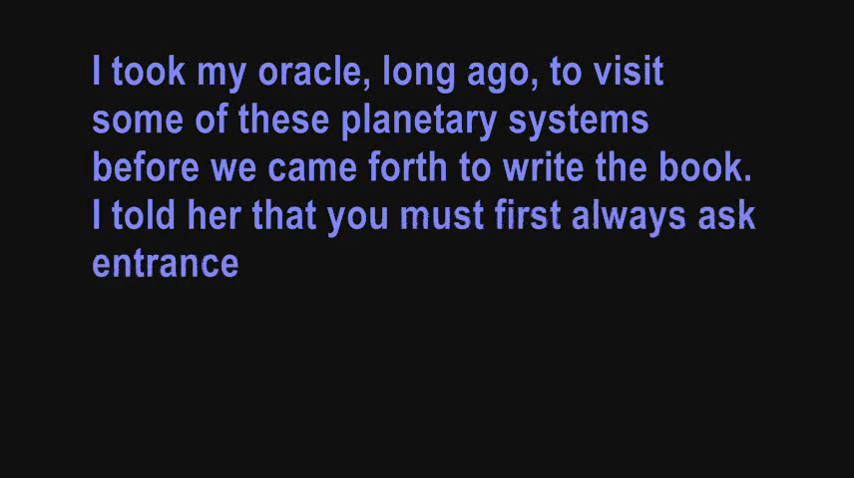 I took my oracle, long ago, to visit
some of these planetary systems
before we came forth to write the book.
I told her that you must first always ask
entrance